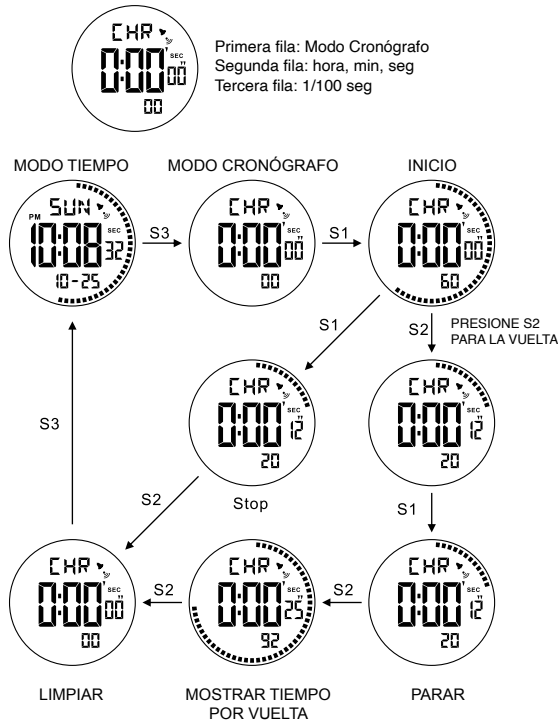 CHR
0:00 SEC 00
00
Primera fila: Modo Cronógrafo
Segunda fila: hora, min, seg
Tercera fila: 1/100 seg
MODO TIEMPO
MODO CRONÓGRAFO
INICIO
SUN
PM 10:08 SEC 32
10-25
S3
CHR
0:00 SEC 00
00
S1
CHR
0:00 SEC 00
60
S1
S2
PRESIONE S2
PARA LA VUELTA
CHR
0:00 SEC 12
20
Stop
CHR
0:00 SEC 12
20
S3
S2
S1
CHR
0:00 SEC 00
00
S2
CHR
0:00 SEC 25
92
S2
CHR
0:00 SEC 12
20
LIMPIAR
MOSTRAR TIEMPO
POR VUELTA
PARAR